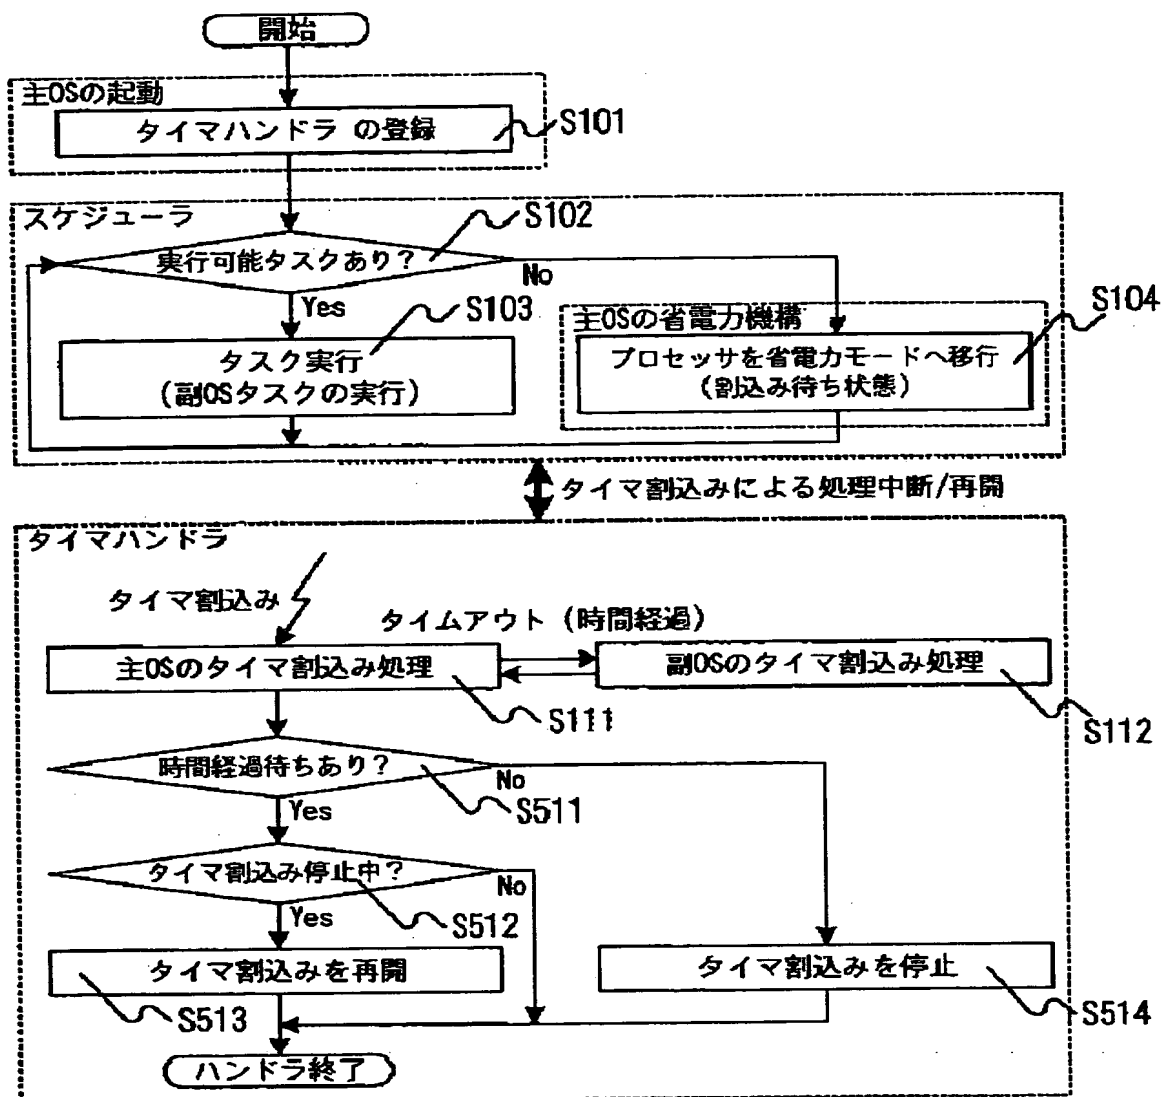 開始
主OSの起動
タイマハンドラ の登録
S101
スケジューラ
S102
実行可能タスクあり?
No
Yes
S103
S104
主OSの省電力機構
タスク実行
(副OSタスクの実行)
プロセッサを省電力モードへ移行
(割込み待ち状態)
タイマ割込みによる処理中断/再開
タイマハンドラ
タイマ割込み
タイムアウト (時間経過)
主OSのタイマ割込み処理
副OSのタイマ割込み処理
S111
S112
時間経過待ちあり?
No
S511
Yes
タイマ割込み停止中?
No
S512
Yes
タイマ割込みを再開
タイマ割込みを停止
S513
S514
ハンドラ終了